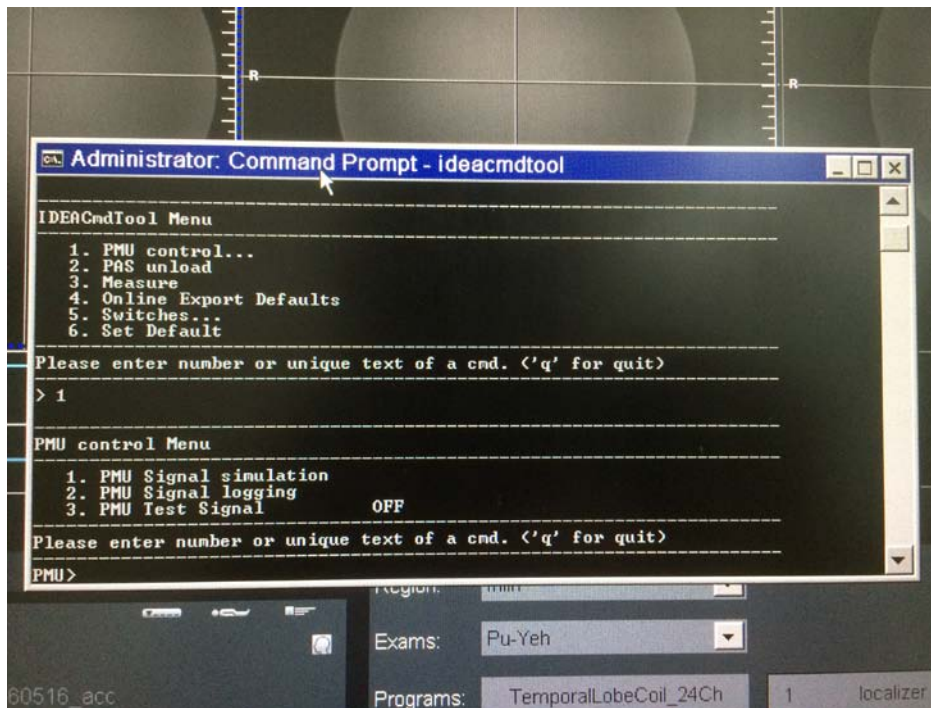 R
R
Administrator: Command Prompt - ideacmdtool
IDEACmdTool Menu
1. PMU control...
2. PAS unload
3. Measure
4. Online Export Defaults
5. Switches...
6. Set Default
Please enter number or unique text of a cmd. ('q' for quit)
> 1
PMU control Menu
1. PMU Signal simulation
2. PMU Signal logging
3. PMU Test Signal OFF
Please enter number or unique text of a cmd. ('q' for quit)
PMU>
Region:
Exams: Pu-Yeh
60516_acc
Programs: TemporalLobeCoil_24Ch 1 localizer